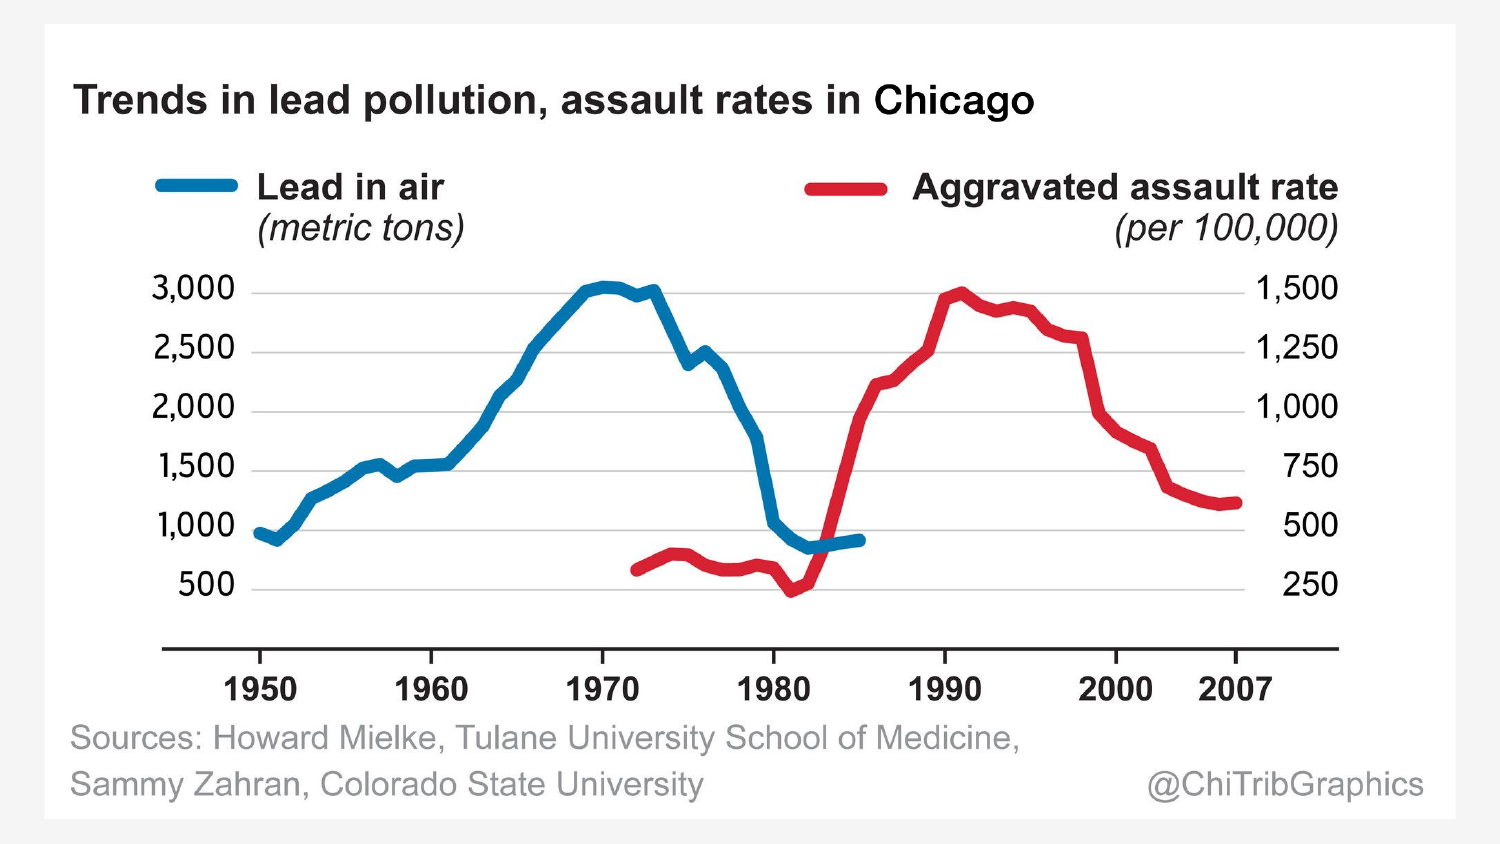 Trends in lead pollution, assault rates in Chicago
Lead in air
(metric tons)
Aggravated assault rate
(per 100,000)
3,000
2,500
2,000
1,500
1,000
500
1,500
1,250
1,000
750
500
250
1950 1960 1970 1980 1990 2000 2007
Sources: Howard Mielke, Tulane University School of Medicine,
Sammy Zahran, Colorado State University
@ChiTribGraphics